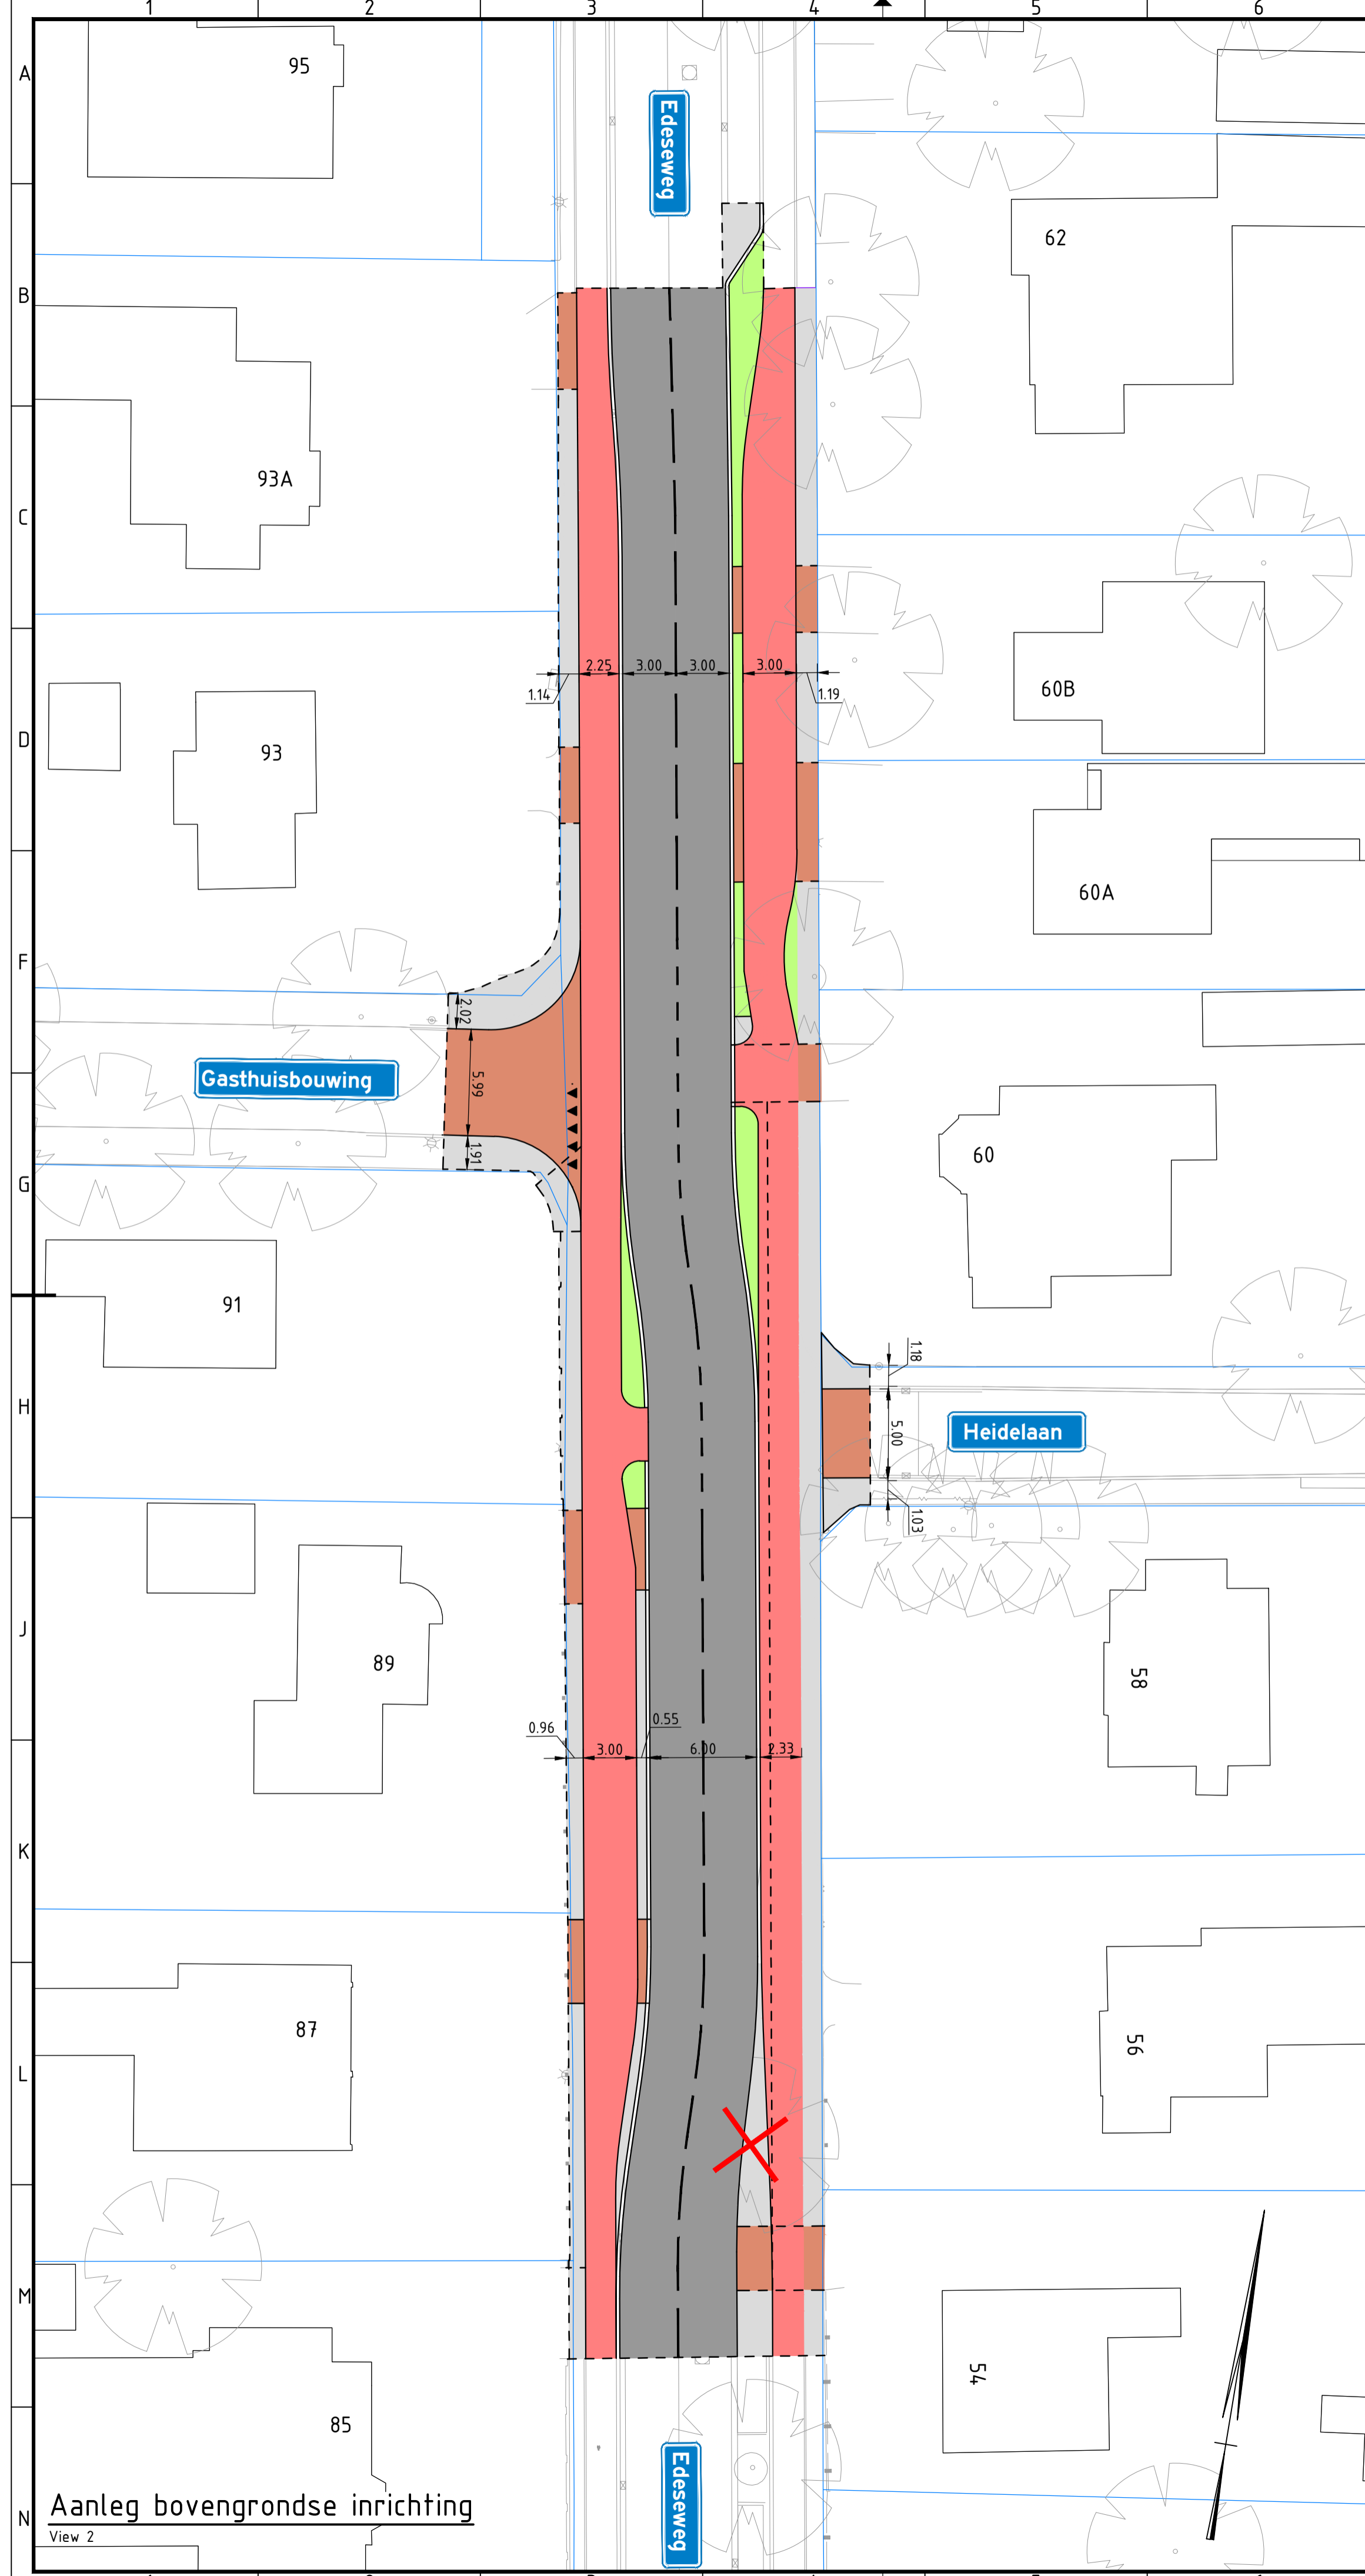 1 2 3 4 5 6
A
95
Edeseweg
62
B
93A
C
2.25 3.00 3.00 3.00
1.14 1.19
60B
D
93
60A
F
2.02
Gasthuisbouwing
5.99
60
1.91
G
91
1.18
H
5.00
Heidelaan
1.03
J
89
58
0.96 0.55
3.00 6.00 2.33
K
87
56
L
M
54
85
Edeseweg
Aanleg bovengrondse inrichting
N
View 2